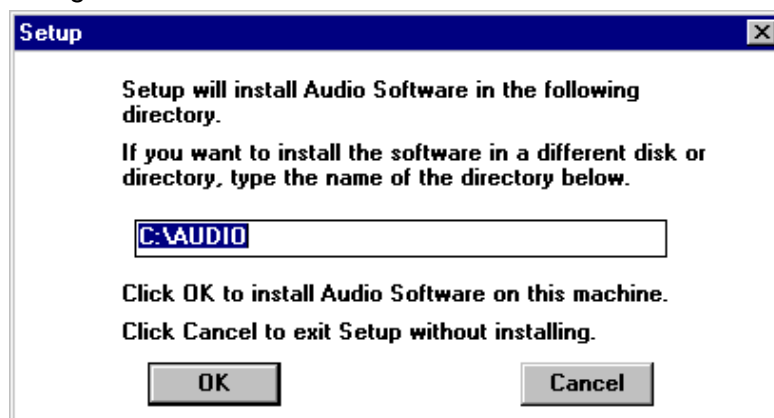 Setup
Setup will install Audio Software in the following
directory.
If you want to install the software in a different disk or
directory, type the name of the directory below.
C:\AUDIO
Click OK to install Audio Software on this machine.
Click Cancel to exit Setup without installing.
OK
Cancel